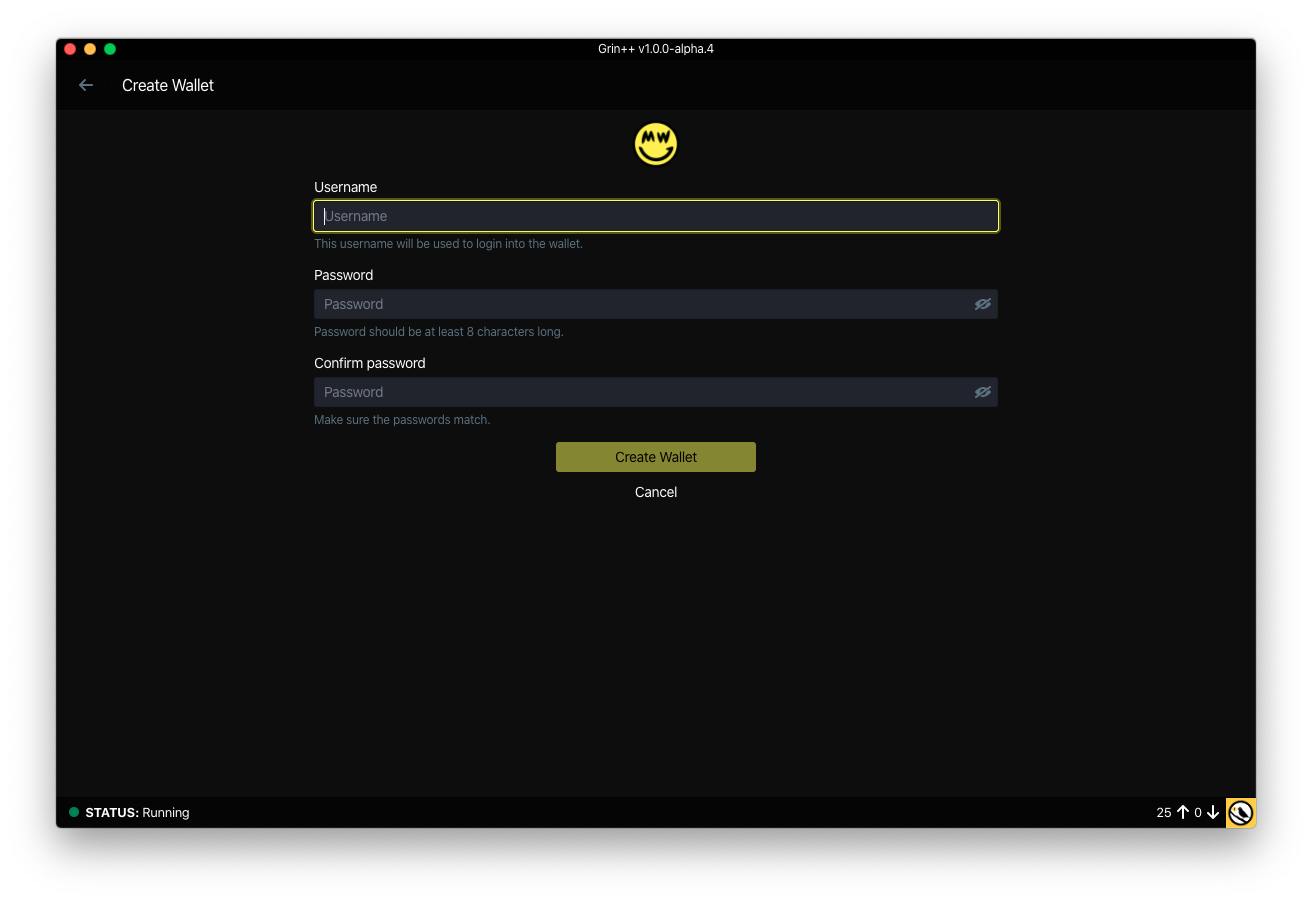 Grin++ v1.0.0-alpha.4
Create Wallet
MW
Username
Username
This username will be used to login into the wallet.
Password
Password
Password should be at least 8 characters long.
Confirm password
Password
Make sure the passwords match.
Create Wallet
Cancel
STATUS: Running
25 0